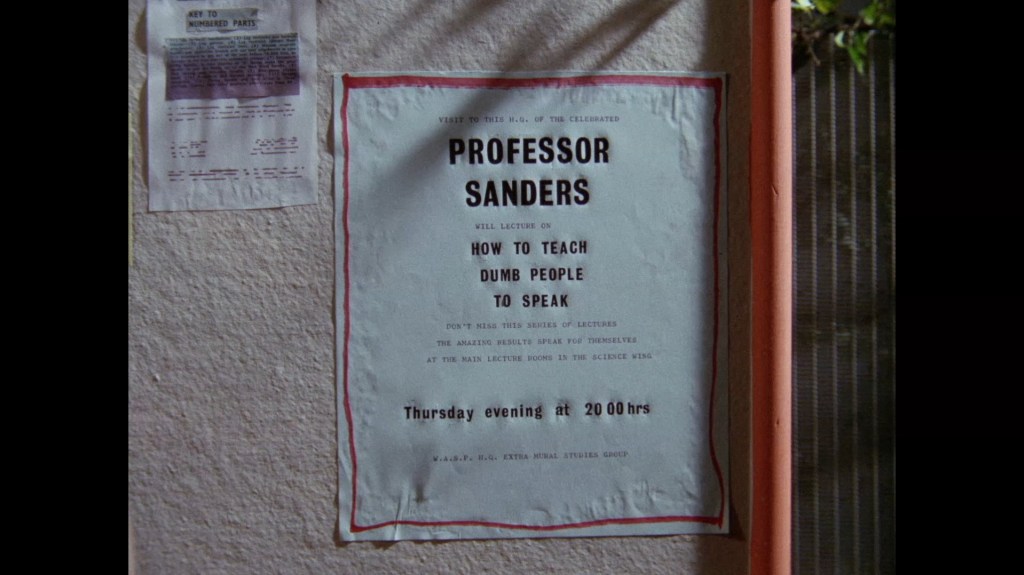 KEY TO
NUMBERED PARTS
VISIT TO THIS H.Q. OF THE CELEBRATED
PROFESSOR
SANDERS
WILL LECTURE ON
HOW TO TEACH
DUMB PEOPLE
TO SPEAK
DON'T MISS THIS SERIES OF LECTURES
THE AMAZING RESULTS SPEAK FOR THEMSELVES
AT THE MAIN LECTURE ROOMS IN THE SCIENCE WING
Thursday evening at 20 00 hrs
H.Q. EXTRA MURAL STUDIES GROUP